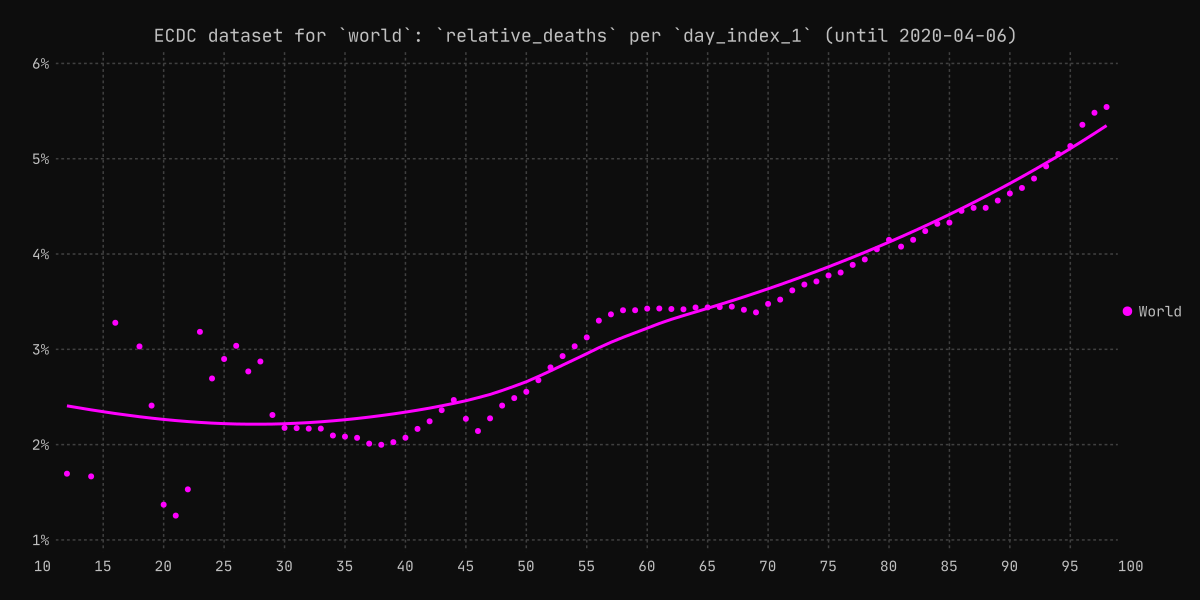 ECDC dataset for `world`: `relative_deaths` per `day_index_1` (until 2020-04-06)
6%
5%
4%
3%
2%
1%
World
10 15 20 25 30 35 40 45 50 55 60 65 70 75 80 85 90 95 100